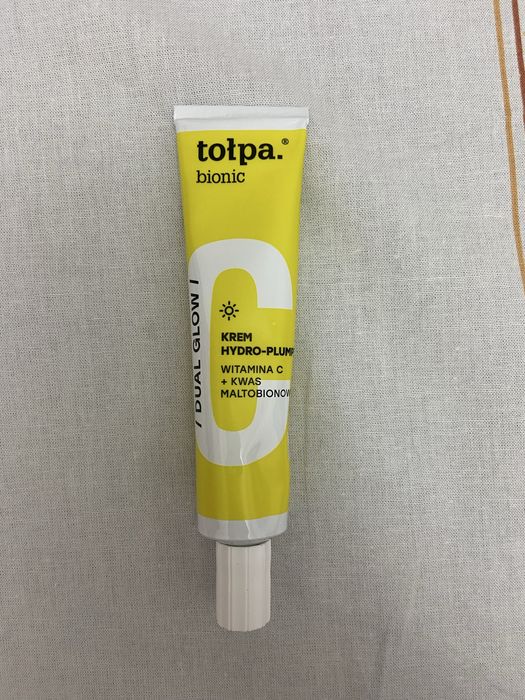 tołpa.®
bionic
C
/ DUAL GLOW /
KREM
HYDRO-PLUMP
WITAMINA C
+ KWAS
MALTOBIONOW